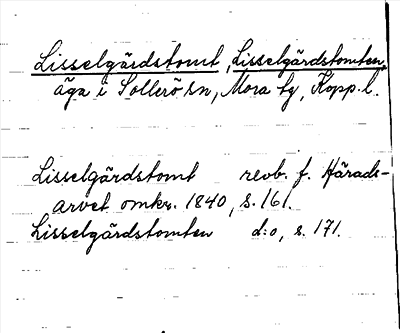 Lisselgärdstomt, Lisselgärdstomten,
äga i Sollerö sn, Mora tg, Kopp. l.
Lisselgärdstomt revb. f. Härads-
arvet omkr. 1840, s. 161.
Lisselgärdstomten d:o, s. 171.